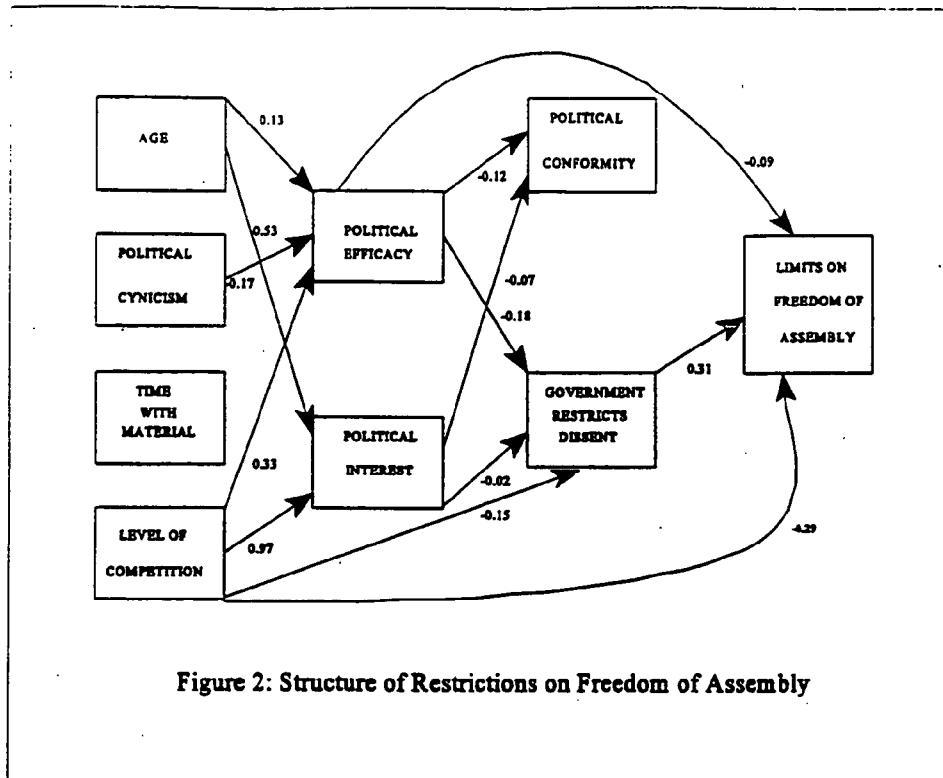 AGE
POLITICAL
CYNICISM
TIME
WITH
MATERIAL
LEVEL OF
COMPETITION
0.13
0.53
-0.17
0.33
0.97
POLITICAL
EFFICACY
POLITICAL
INTEREST
-0.12
-0.07
-0.18
-0.02
-0.15
POLITICAL
CONFORMITY
GOVERNMENT
RESTRICTS
DISSENT
-0.09
0.31
LIMITS ON
FREEDOM OF
ASSEMBLY
Figure 2: Structure of Restrictions on Freedom of Assembly